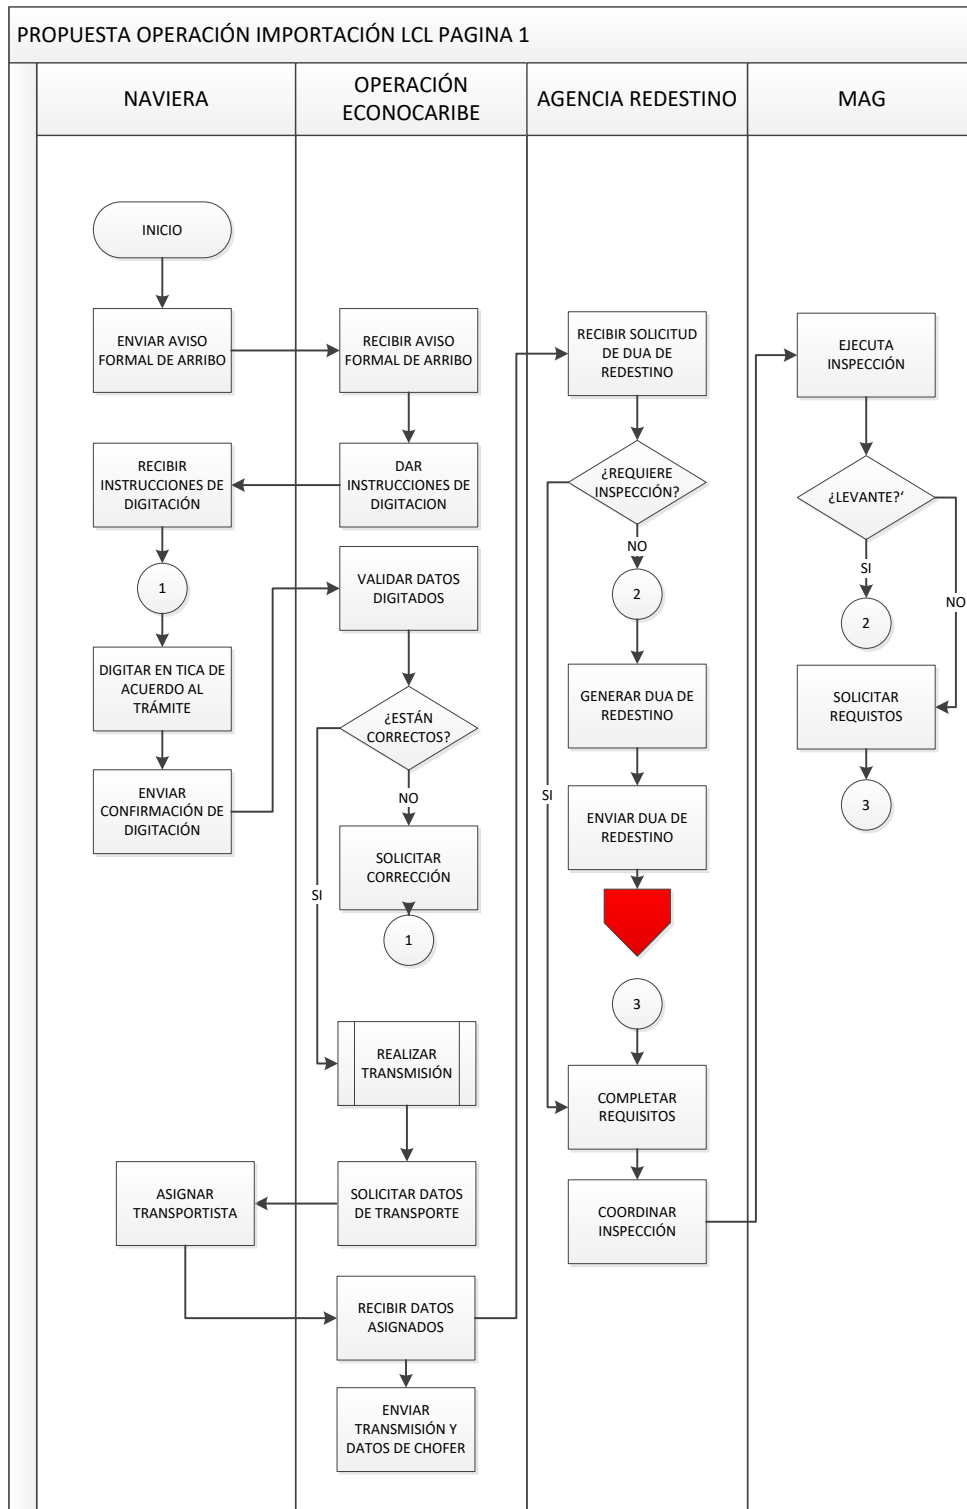 PROPUESTA OPERACIÓN IMPORTACIÓN LCL PAGINA 1
NAVIERA
OPERACIÓN
ECONOCARIBE
AGENCIA REDESTINO
MAG
INICIO
ENVIAR AVISO
FORMAL DE ARRIBO
RECIBIR
INSTRUCCIONES DE
DIGITACIÓN
1
DIGITAR EN TICA DE
ACUERDO AL
TRÁMITE
ENVIAR
CONFIRMACIÓN DE
DIGITACIÓN
ASIGNAR
TRANSPORTISTA
RECIBIR AVISO
FORMAL DE ARRIBO
DAR
INSTRUCCIONES DE
DIGITACION
VALIDAR DATOS
DIGITADOS
¿ESTÁN
CORRECTOS?
NO
SI
SOLICITAR
CORRECCIÓN
1
REALIZAR
TRANSMISIÓN
SOLICITAR DATOS
DE TRANSPORTE
RECIBIR DATOS
ASIGNADOS
ENVIAR
TRANSMISIÓN Y
DATOS DE CHOFER
RECIBIR SOLICITUD
DE DUA DE
REDESTINO
¿REQUIERE
INSPECCIÓN?
NO
SI
2
GENERAR DUA DE
REDESTINO
ENVIAR DUA DE
REDESTINO
3
COMPLETAR
REQUISITOS
COORDINAR
INSPECCIÓN
EJECUTA
INSPECCIÓN
¿LEVANTE?‘
SI
NO
2
SOLICITAR
REQUISTOS
3